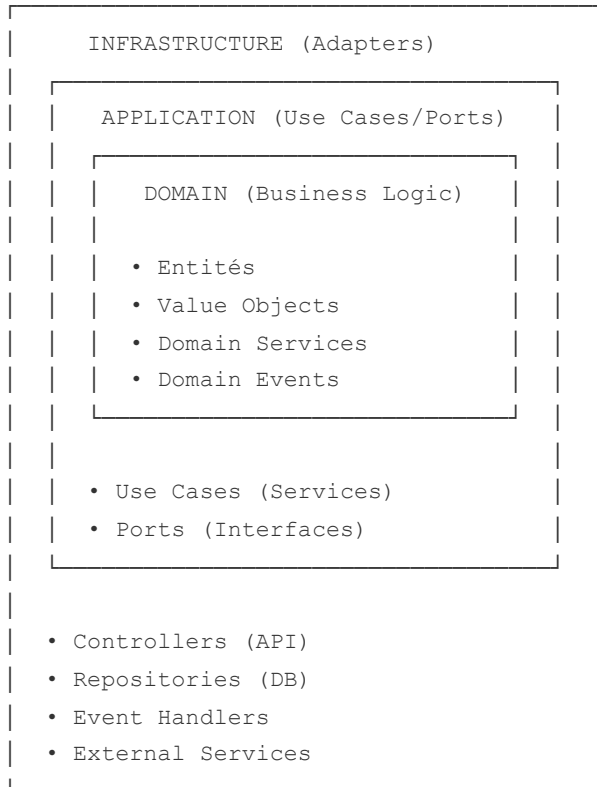 INFRASTRUCTURE (Adapters)
APPLICATION (Use Cases/Ports)
DOMAIN (Business Logic)
• Entités
• Value Objects
• Domain Services
• Domain Events
• Use Cases (Services)
• Ports (Interfaces)
• Controllers (API)
• Repositories (DB)
• Event Handlers
• External Services